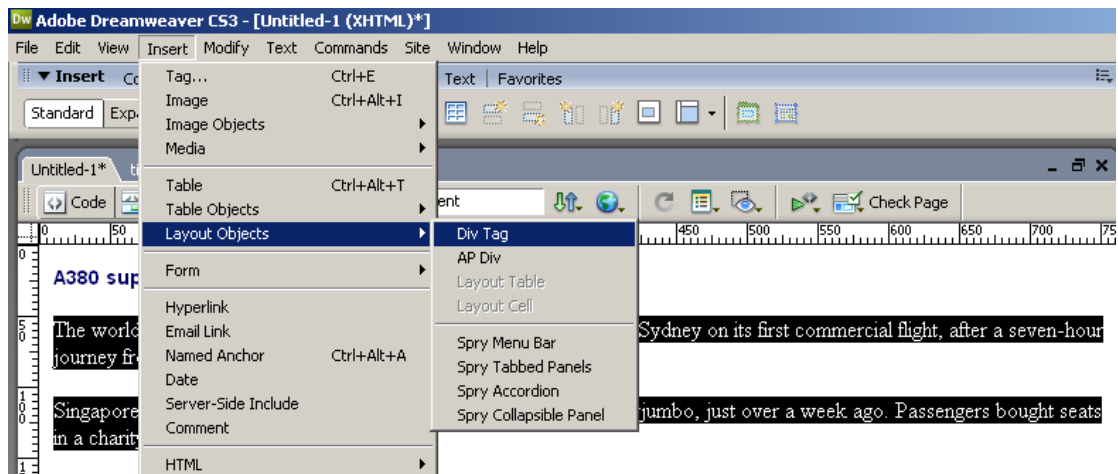 Dw Adobe Dreamweaver CS3 - [Untitled-1 (XHTML)*]
File Edit View Insert Modify Text Commands Site Window Help
▼ Insert Text | Favorites
Standard
Tag... Ctrl+E
Image Ctrl+Alt+I
Image Objects
Media
Untitled-1*
Table Ctrl+Alt+T
Code Check Page
Table Objects
Layout Objects Div Tag
0 50 450 500 550 600 650 700
AP Div
Form Layout Table
A380
Layout Cell
Hyperlink
The Sydney on its first commercial flight, after a seven-hour
Email Link
Spry Menu Bar
Named Anchor Ctrl+Alt+A
journey
Spry Tabbed Panels
Date
Spry Accordion
Server-Side Include
Singapore jumbo, just over a week ago. Passengers bought seats
Spry Collapsible Panel
Comment
in a charity
HTML